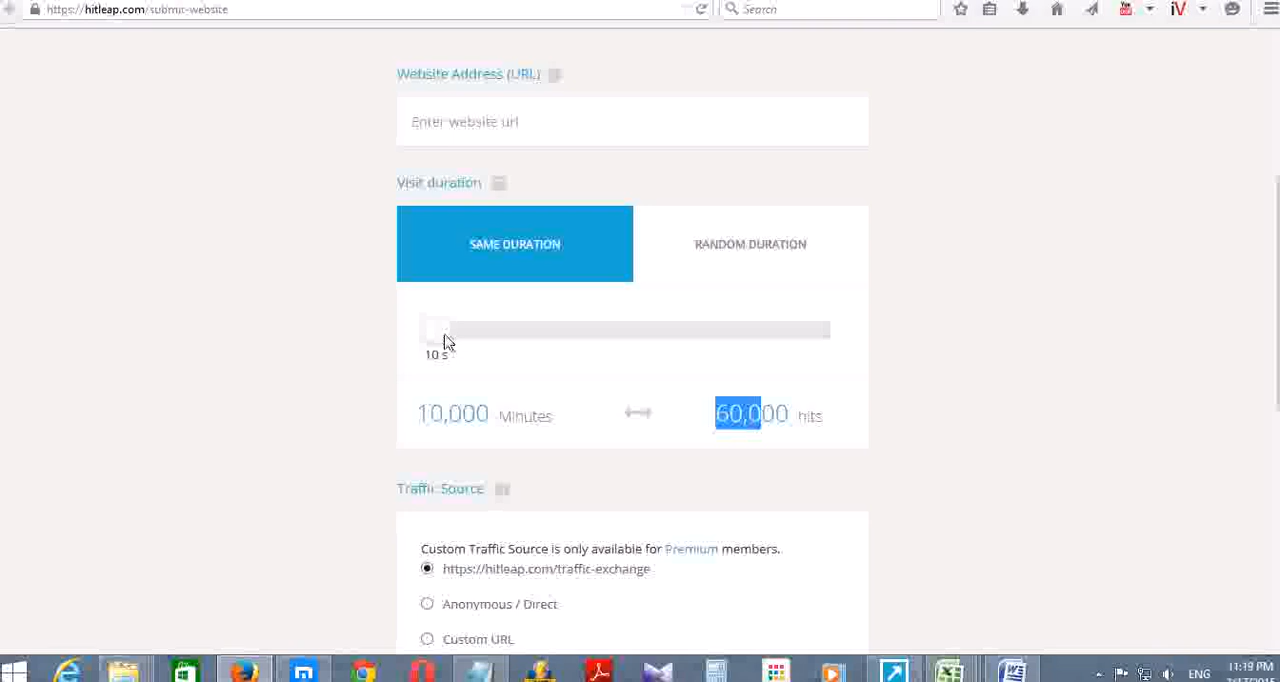 https://hitleap.com/submit-website
Search
Website Address (URL)
Enter website url
Visit duration
SAME DURATION
RANDOM DURATION
10 s
10,000 Minutes
60,000 hits
Traffic Source
Custom Traffic Source is only available for Premium members.
https://hitleap.com/traffic-exchange
Anonymous / Direct
Custom URL
ENG
11:19 PM